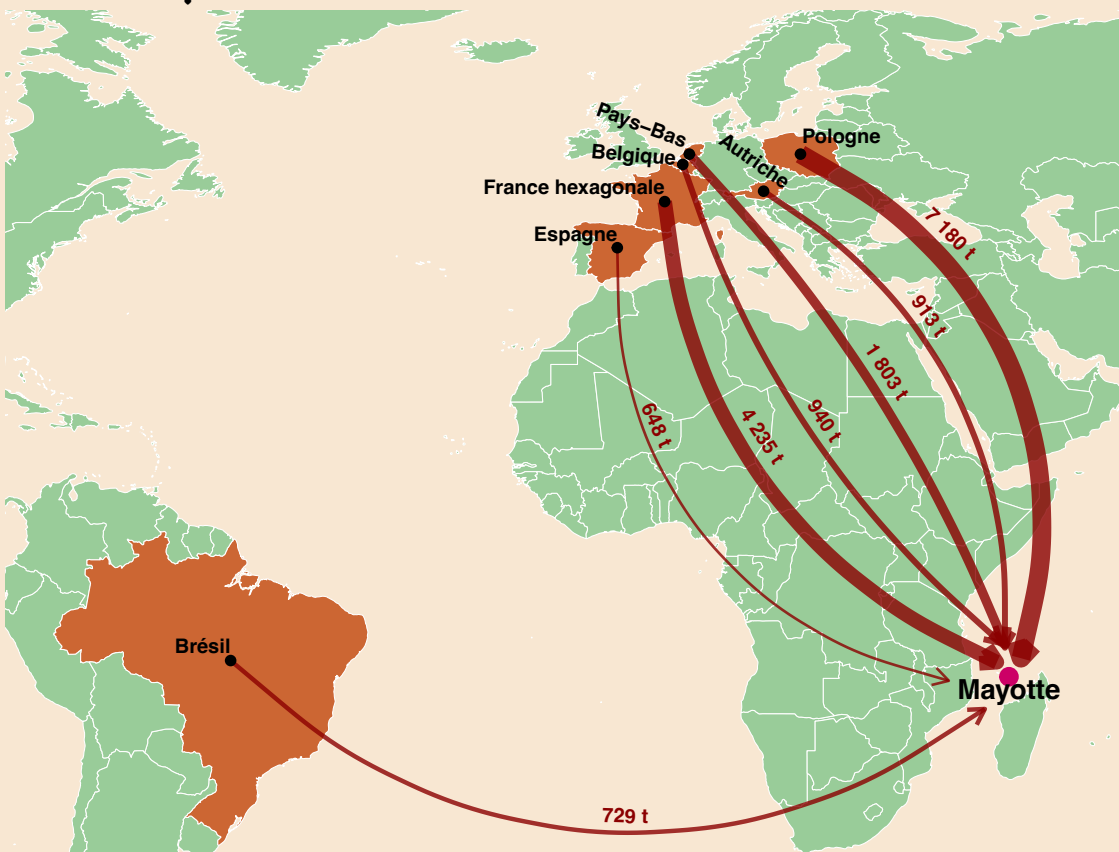 Pays–Bas
Pologne
Belgique
Autriche
France hexagonale
Espagne
7 180 t
913 t
1 803 t
940 t
4 235 t
648 t
Brésil
Mayotte
729 t